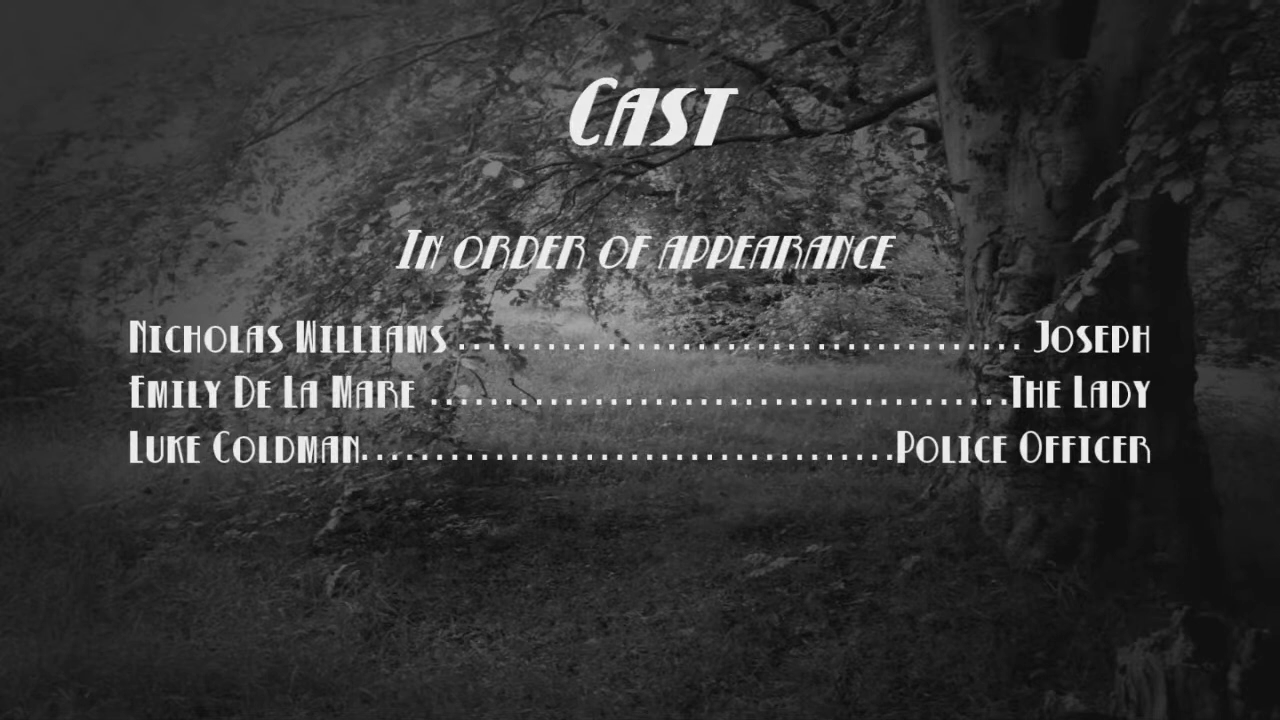 Cast
In order of appearance
Nicholas Williams ...................................... Joseph
Emily De La Mare .......................................The Lady
Luke Coldman....................................Police Officer